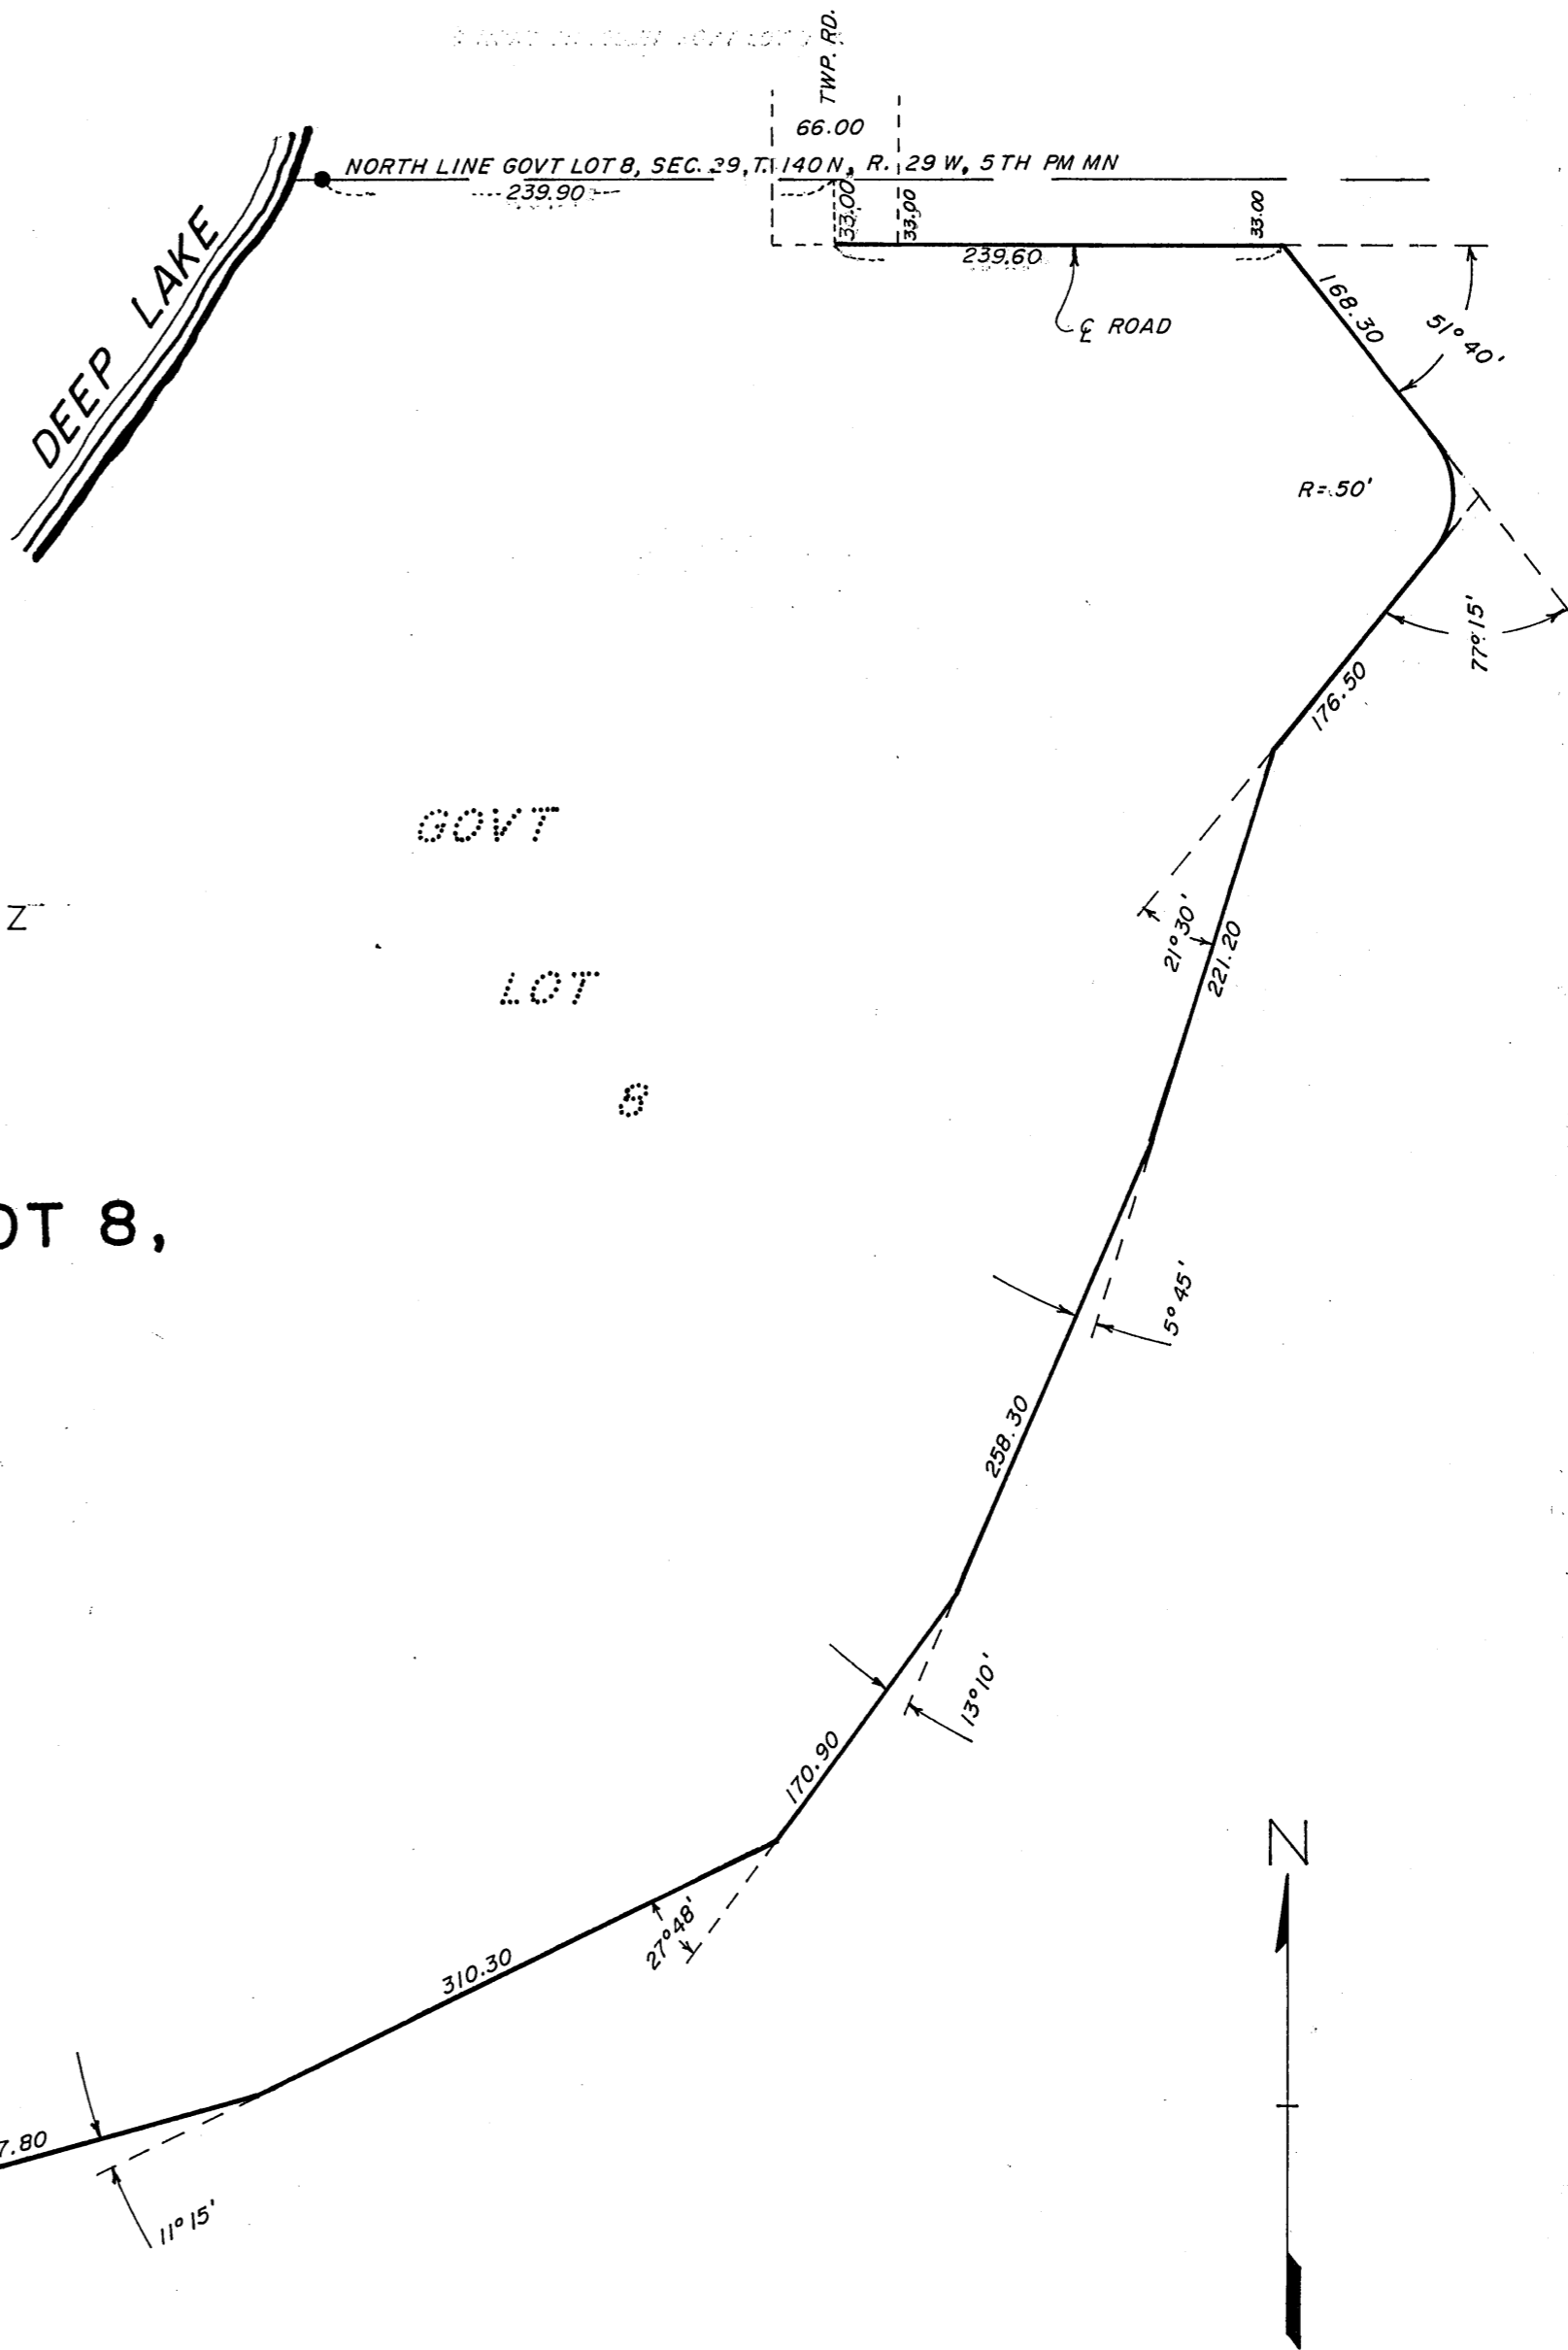 TWP. RD.
66.00
NORTH LINE GOVT LOT 8, SEC. 29, T. 140 N, R. 29 W, 5TH PM MN
239.90
33.00
33.00
33.00
239.60
℄ ROAD
DEEP LAKE
168.30
51° 40'
R= 50'
77° 15'
176.50
GOVT
21° 30'
221.20
Z
LOT
8
OT 8,
5° 45'
258.30
13° 10'
170.90
N
27° 48'
310.30
7.80
11° 15'